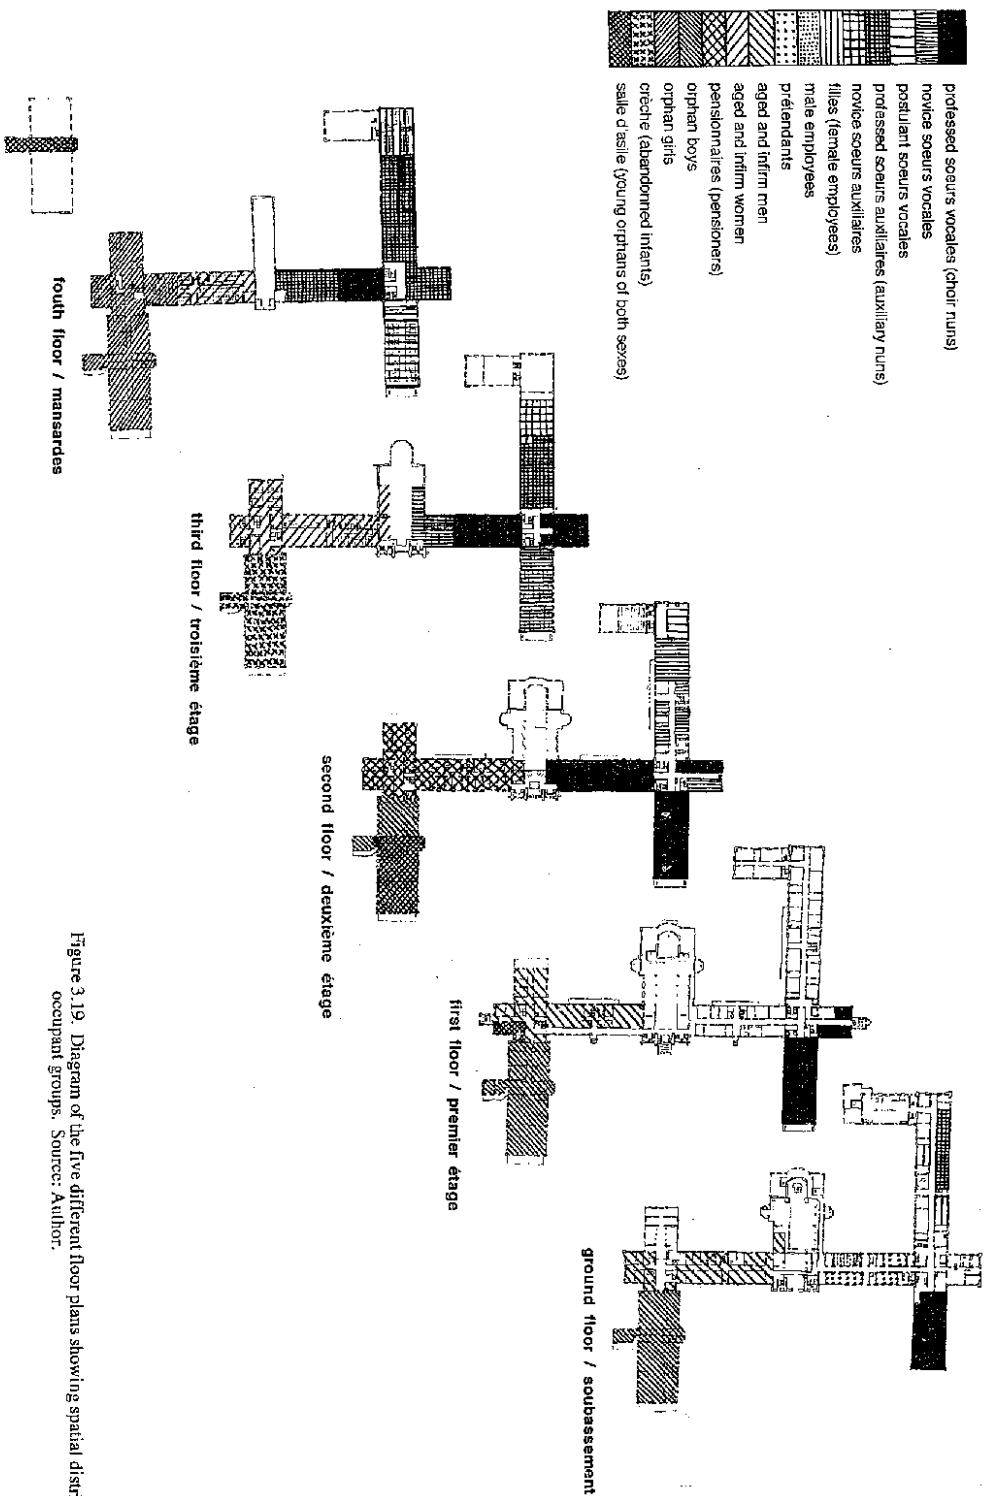 professed soeurs vocales (choir nuns)
novice soeurs vocales
postulant soeurs vocales
professed soeurs auxiliaires (auxiliary nuns)
novice soeurs auxiliaires
filles (female employees)
male employees
prétendants
aged and infirm men
aged and infirm women
pensionnaires (pensioners)
orphan boys
orphan girls
crèche (abandonned infants)
salle d'asile (young orphans of both sexes)
fouth floor / mansardes
third floor / troisième étage
second floor / deuxième étage
first floor / premier étage
ground floor / soubassement
Figure 3.19. Diagram of the five different floor plans showing spatial distri
occupant groups. Source: Author.